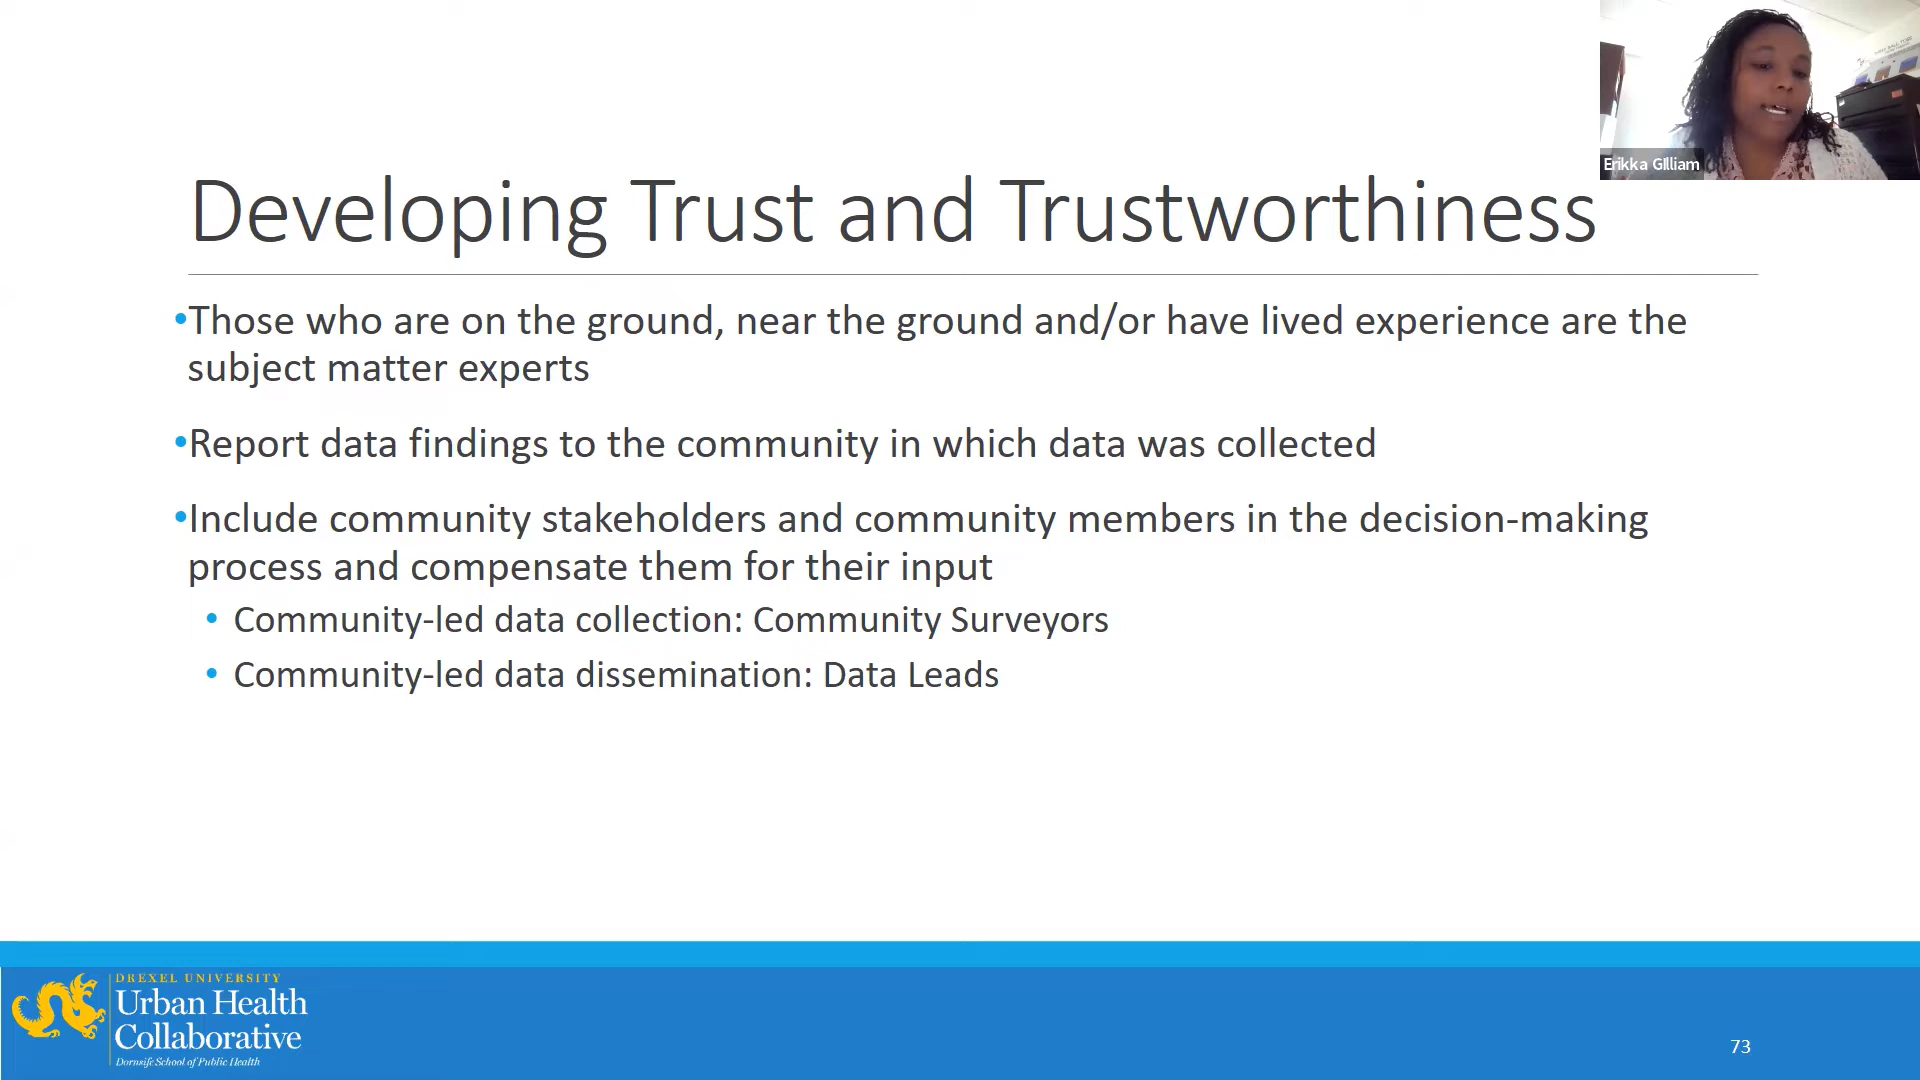 Erikka GIlliam
Developing Trust and Trustworthiness
•Those who are on the ground, near the ground and/or have lived experience are the
subject matter experts
•Report data findings to the community in which data was collected
•Include community stakeholders and community members in the decision-making
process and compensate them for their input
• Community-led data collection: Community Surveyors
• Community-led data dissemination: Data Leads
DREXEL UNIVERSITY
Urban Health
Collaborative
Dornsife School of Public Health
73